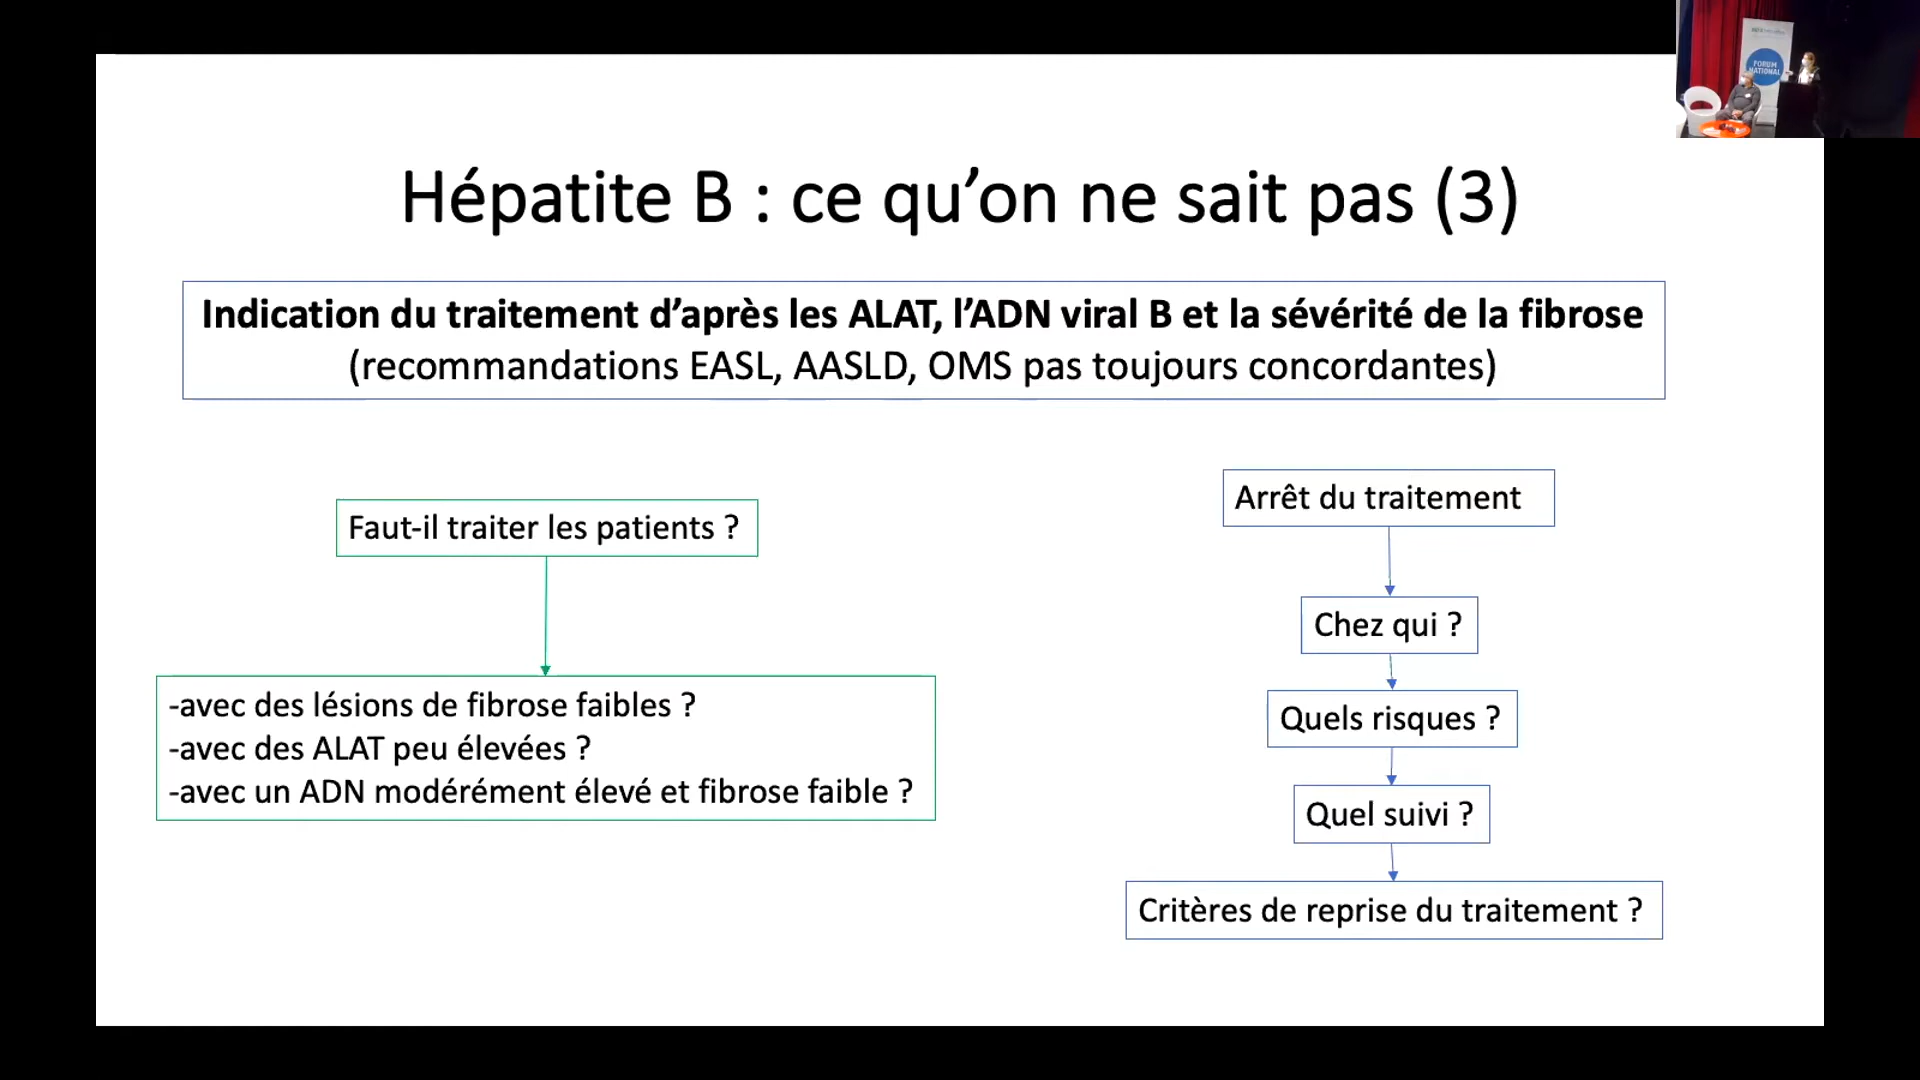 FORUM
NATIONAL
Hépatite B : ce qu’on ne sait pas (3)
Indication du traitement d’après les ALAT, l’ADN viral B et la sévérité de la fibrose
(recommandations EASL, AASLD, OMS pas toujours concordantes)
Faut-il traiter les patients ?
-avec des lésions de fibrose faibles ?
-avec des ALAT peu élevées ?
-avec un ADN modérément élevé et fibrose faible ?
Arrêt du traitement
Chez qui ?
Quels risques ?
Quel suivi ?
Critères de reprise du traitement ?